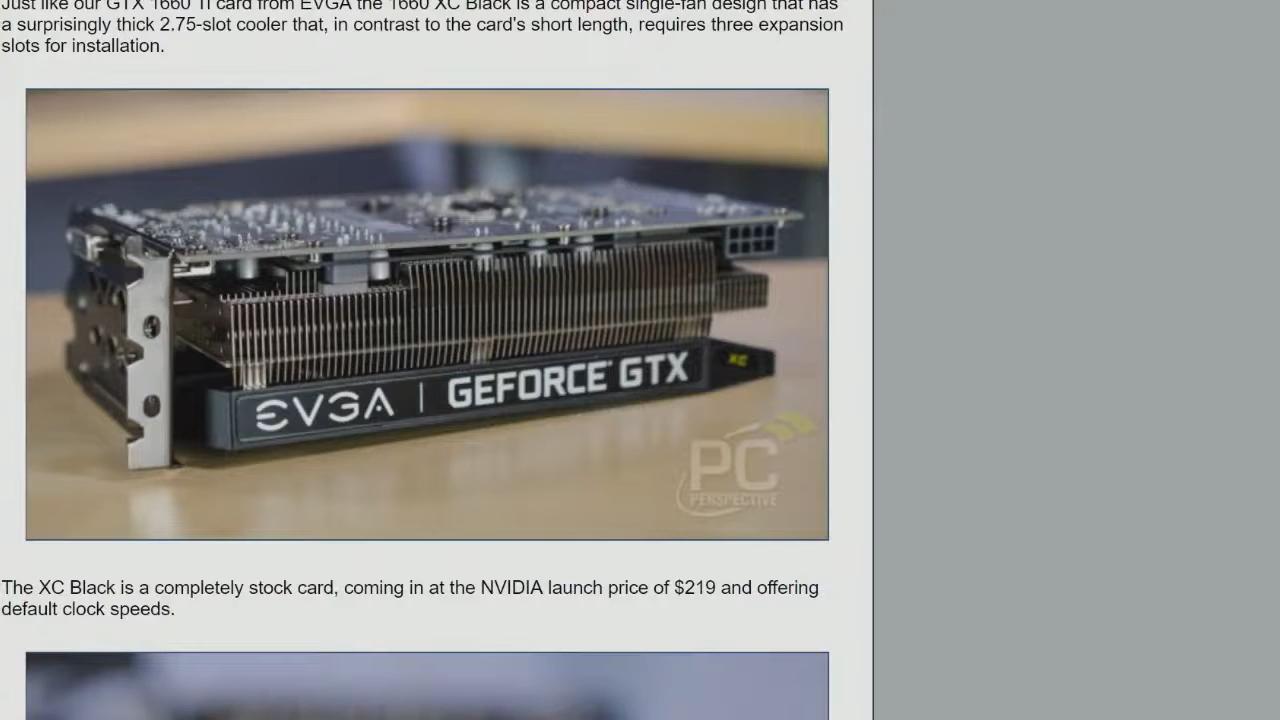 Just like our GTX 1660 Ti card from EVGA the 1660 XC Black is a compact single-fan design that has
a surprisingly thick 2.75-slot cooler that, in contrast to the card's short length, requires three expansion
slots for installation.
EVGA | GEFORCE GTX
XC
PC
PERSPECTIVE
The XC Black is a completely stock card, coming in at the NVIDIA launch price of $219 and offering
default clock speeds.